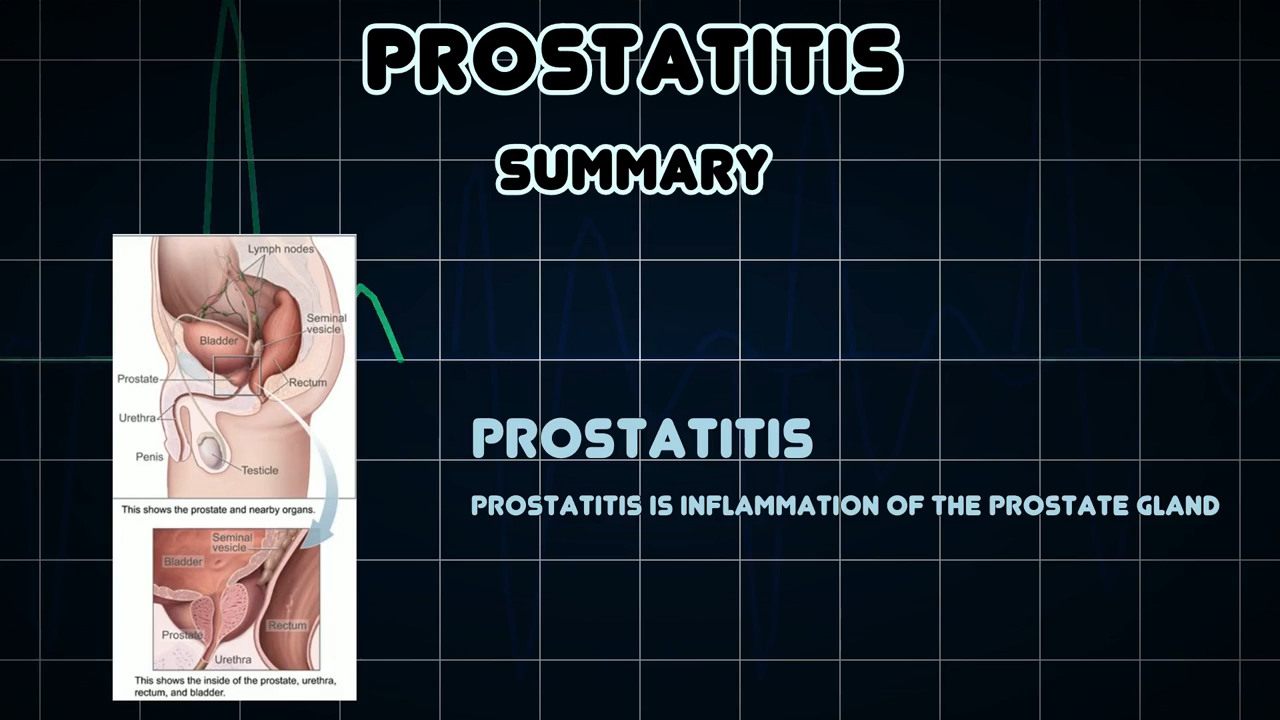 PROSTATITIS
SUMMARY
Lymph nodes
Seminal
vesicle
Bladder
Prostate
Rectum
Urethra
Penis
Testicle
This shows the prostate and nearby organs.
Seminal
vesicle
Bladder
Prostate
Rectum
Urethra
This shows the inside of the prostate, urethra,
rectum, and bladder.
PROSTATITIS
PROSTATITIS IS INFLAMMATION OF THE PROSTATE GLAND